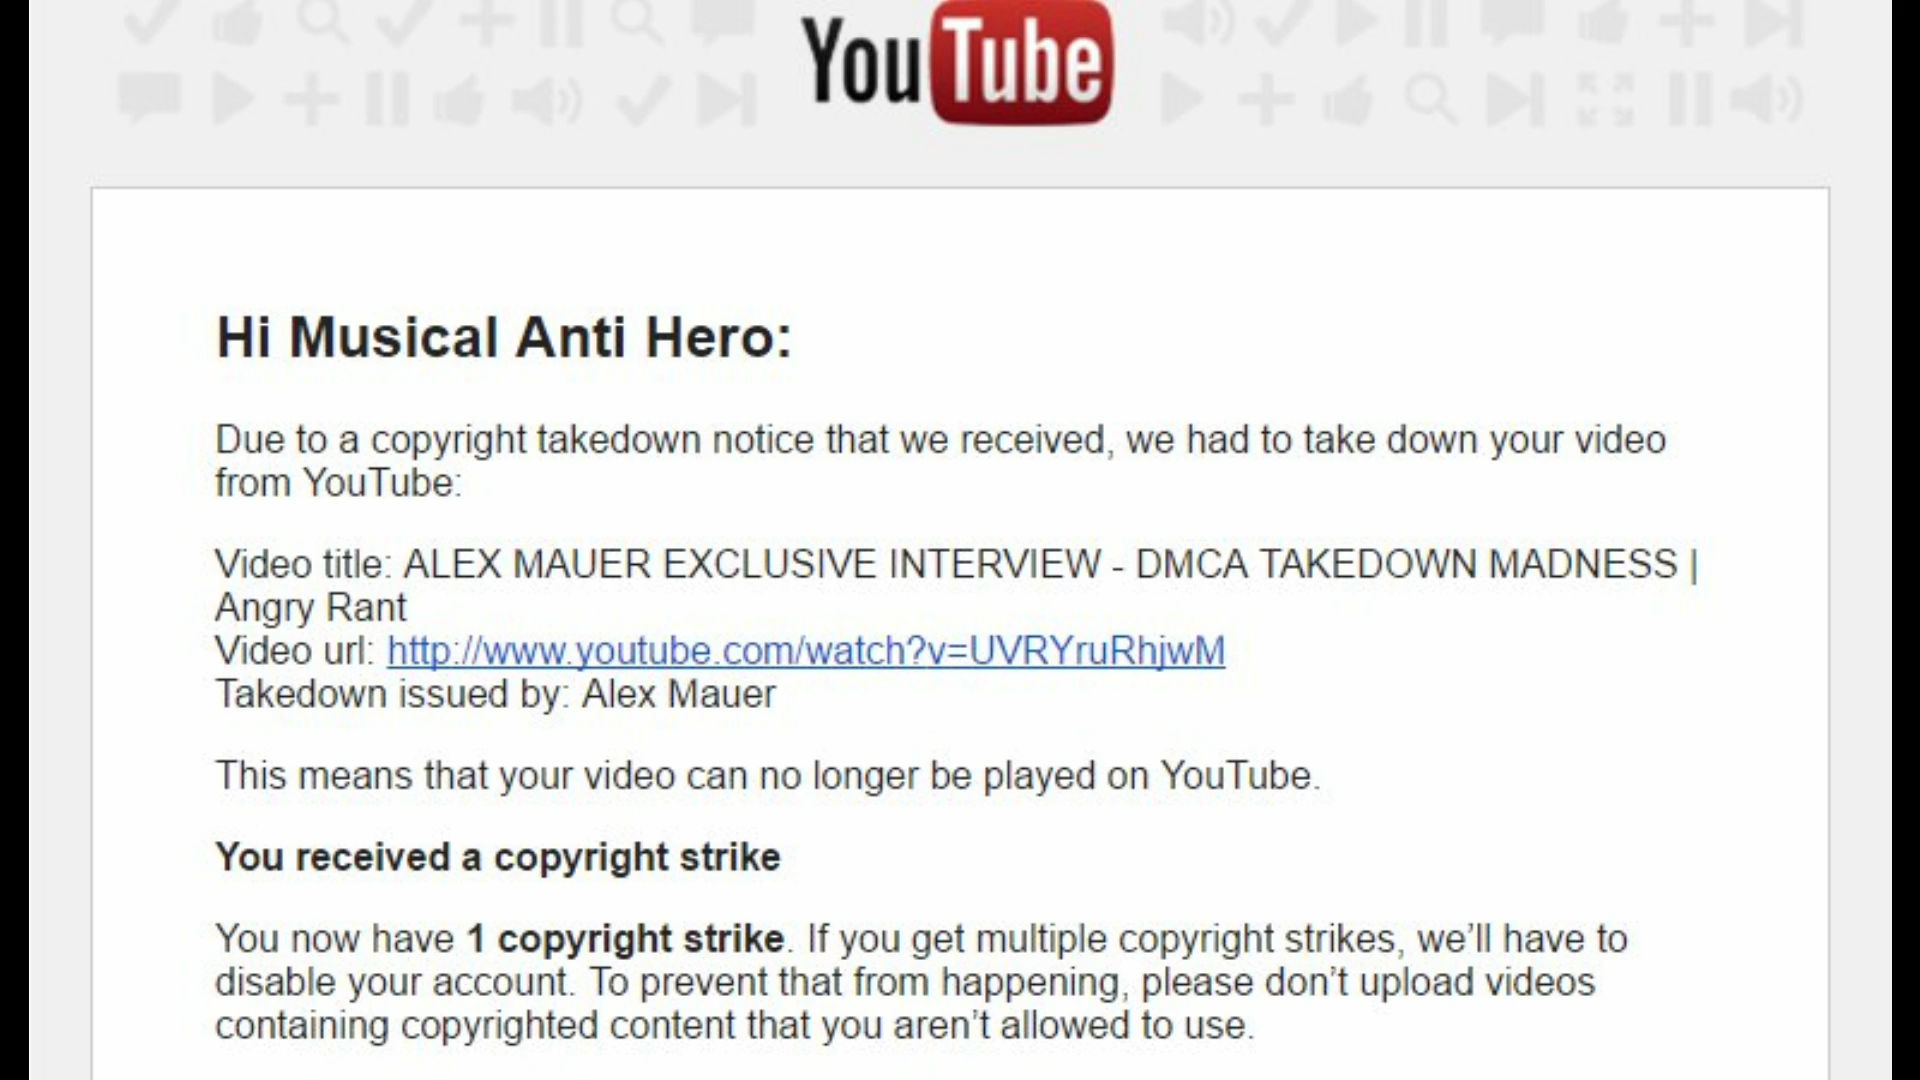 YouTube
Hi Musical Anti Hero:
Due to a copyright takedown notice that we received, we had to take down your video
from YouTube:
Video title: ALEX MAUER EXCLUSIVE INTERVIEW - DMCA TAKEDOWN MADNESS |
Angry Rant
Video url: http://www.youtube.com/watch?v=UVRYruRhjwM
Takedown issued by: Alex Mauer
This means that your video can no longer be played on YouTube.
You received a copyright strike
You now have 1 copyright strike. If you get multiple copyright strikes, we’ll have to
disable your account. To prevent that from happening, please don’t upload videos
containing copyrighted content that you aren’t allowed to use.